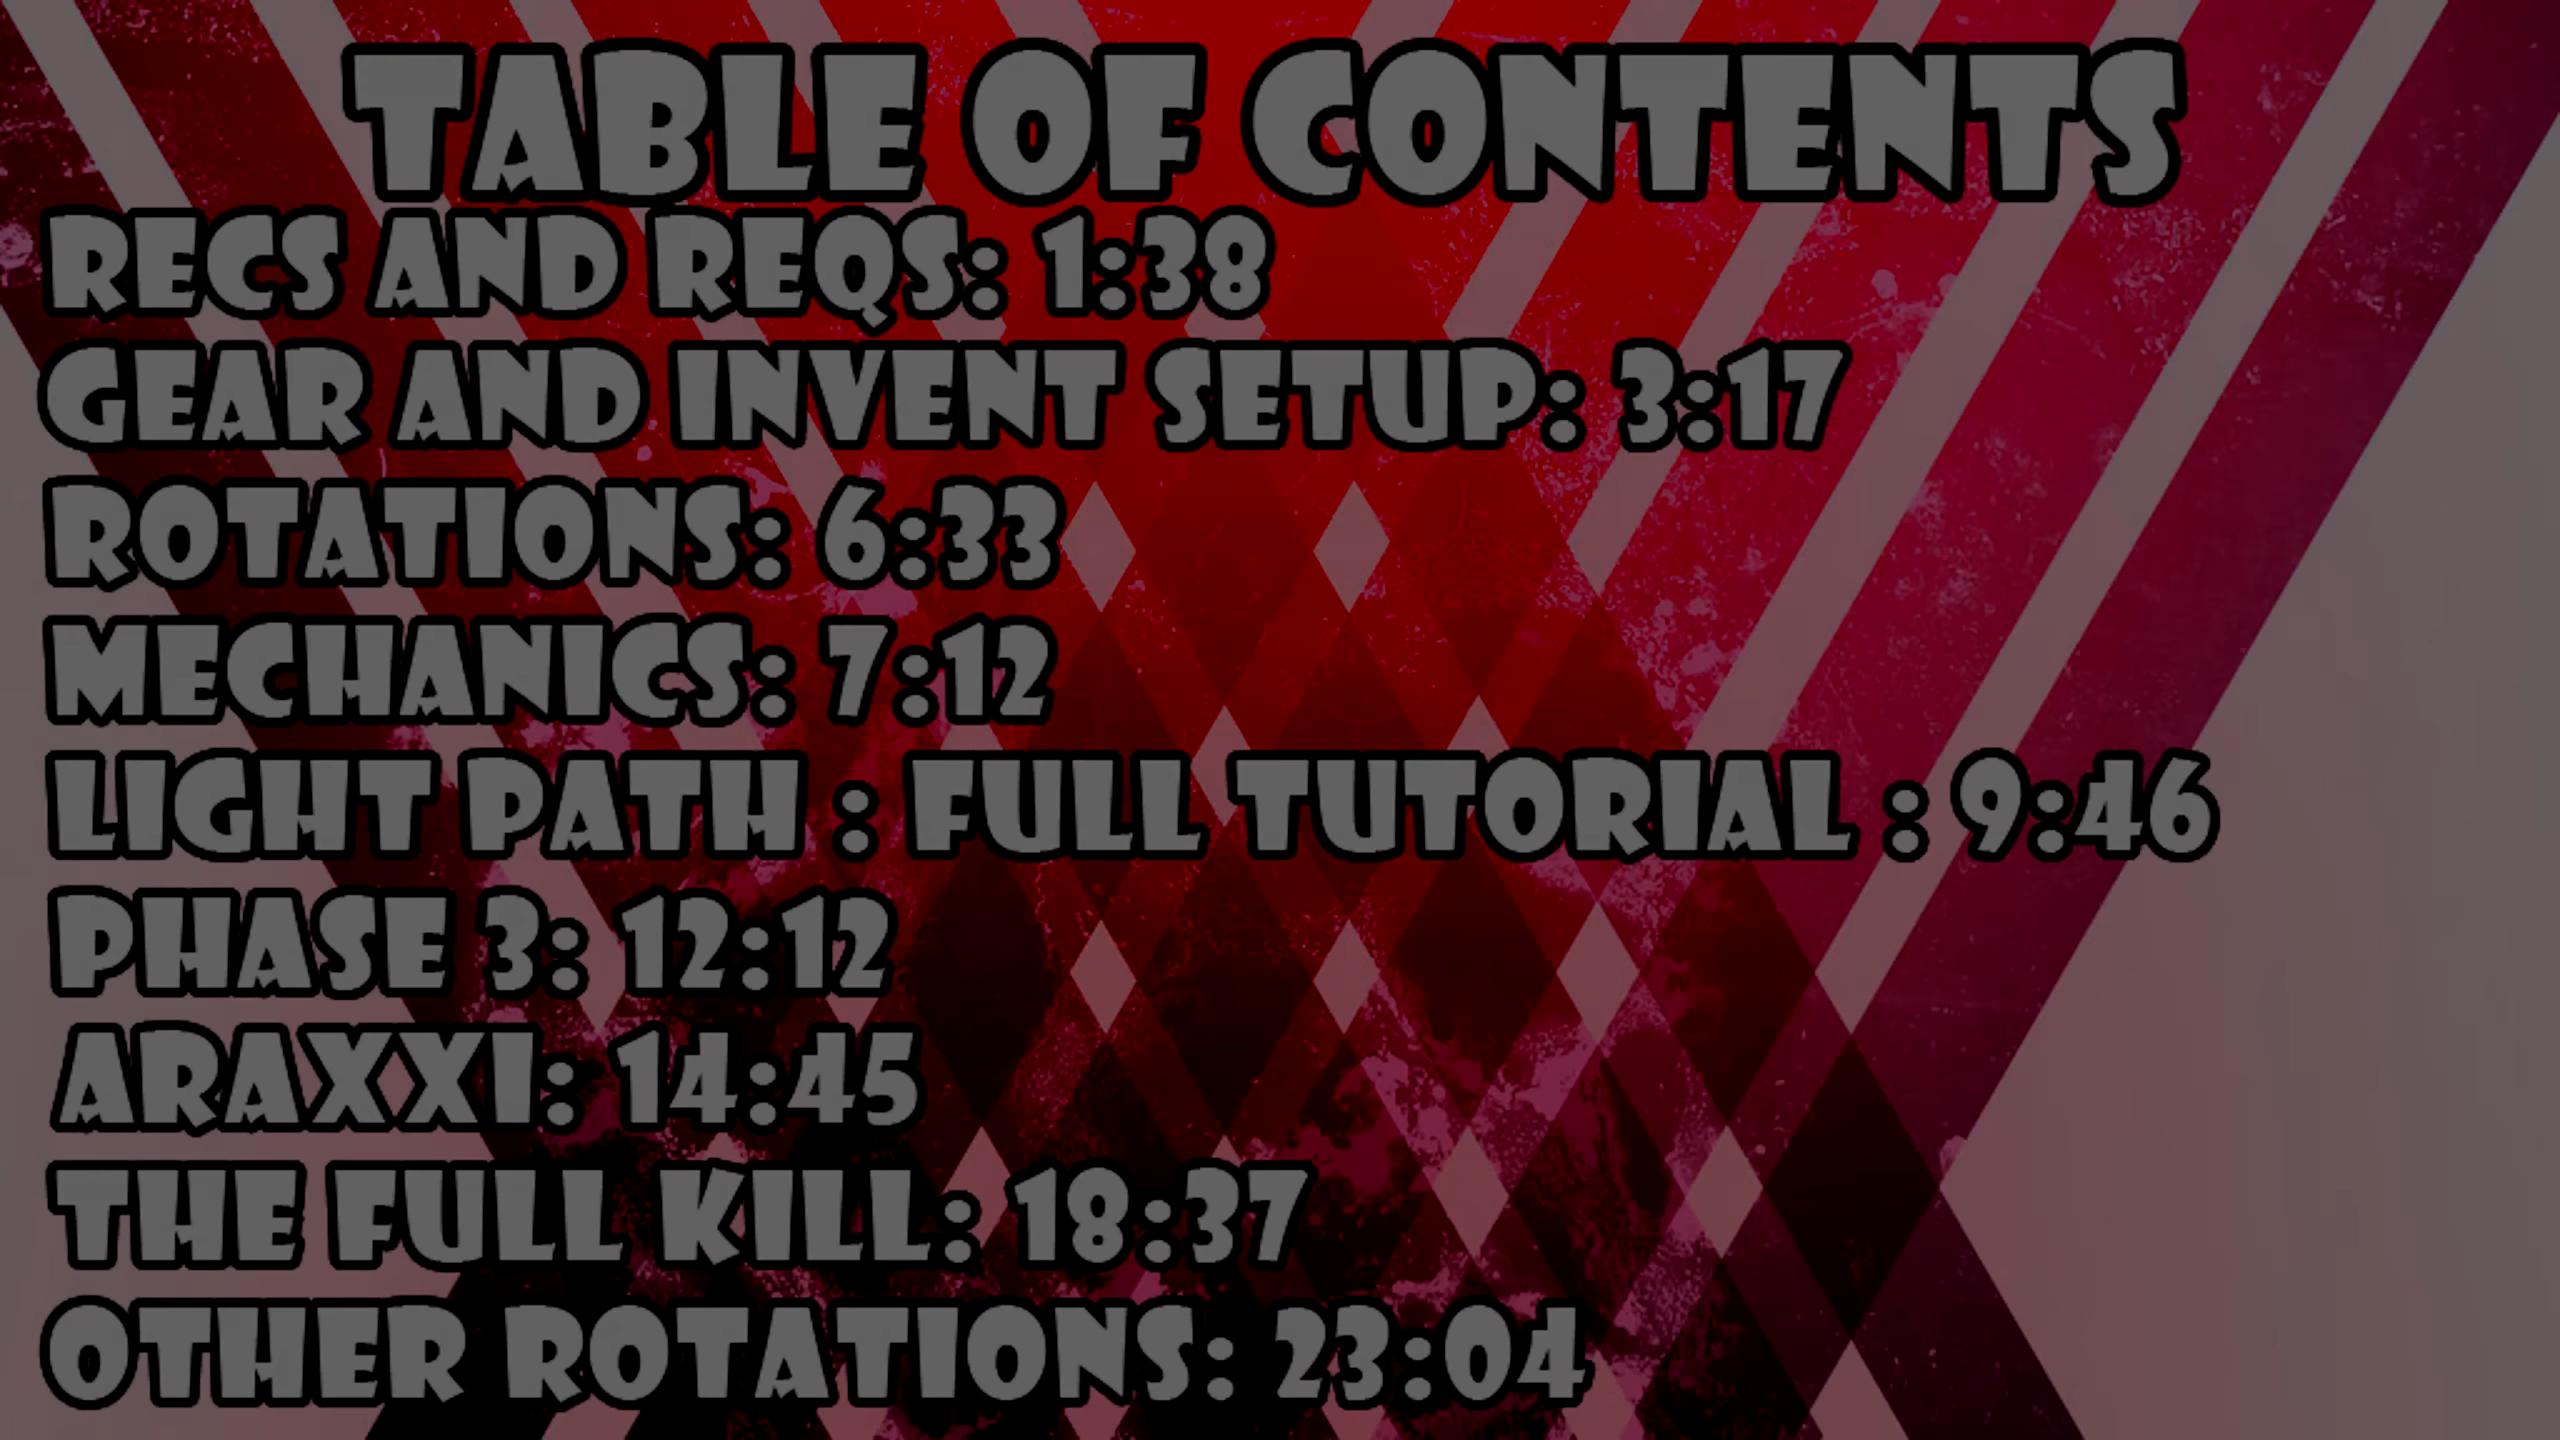 TABLE OF CONTENTS
RECS AND REQS: 1:38
GEAR AND INVENT SETUP: 3:17
ROTATIONS: 6:33
MECHANICS: 7:12
LIGHT PATH : FULL TUTORIAL : 9:46
PHASE 3: 12:12
ARAXXI: 14:45
THE FULL KILL: 18:37
OTHER ROTATIONS: 23:04